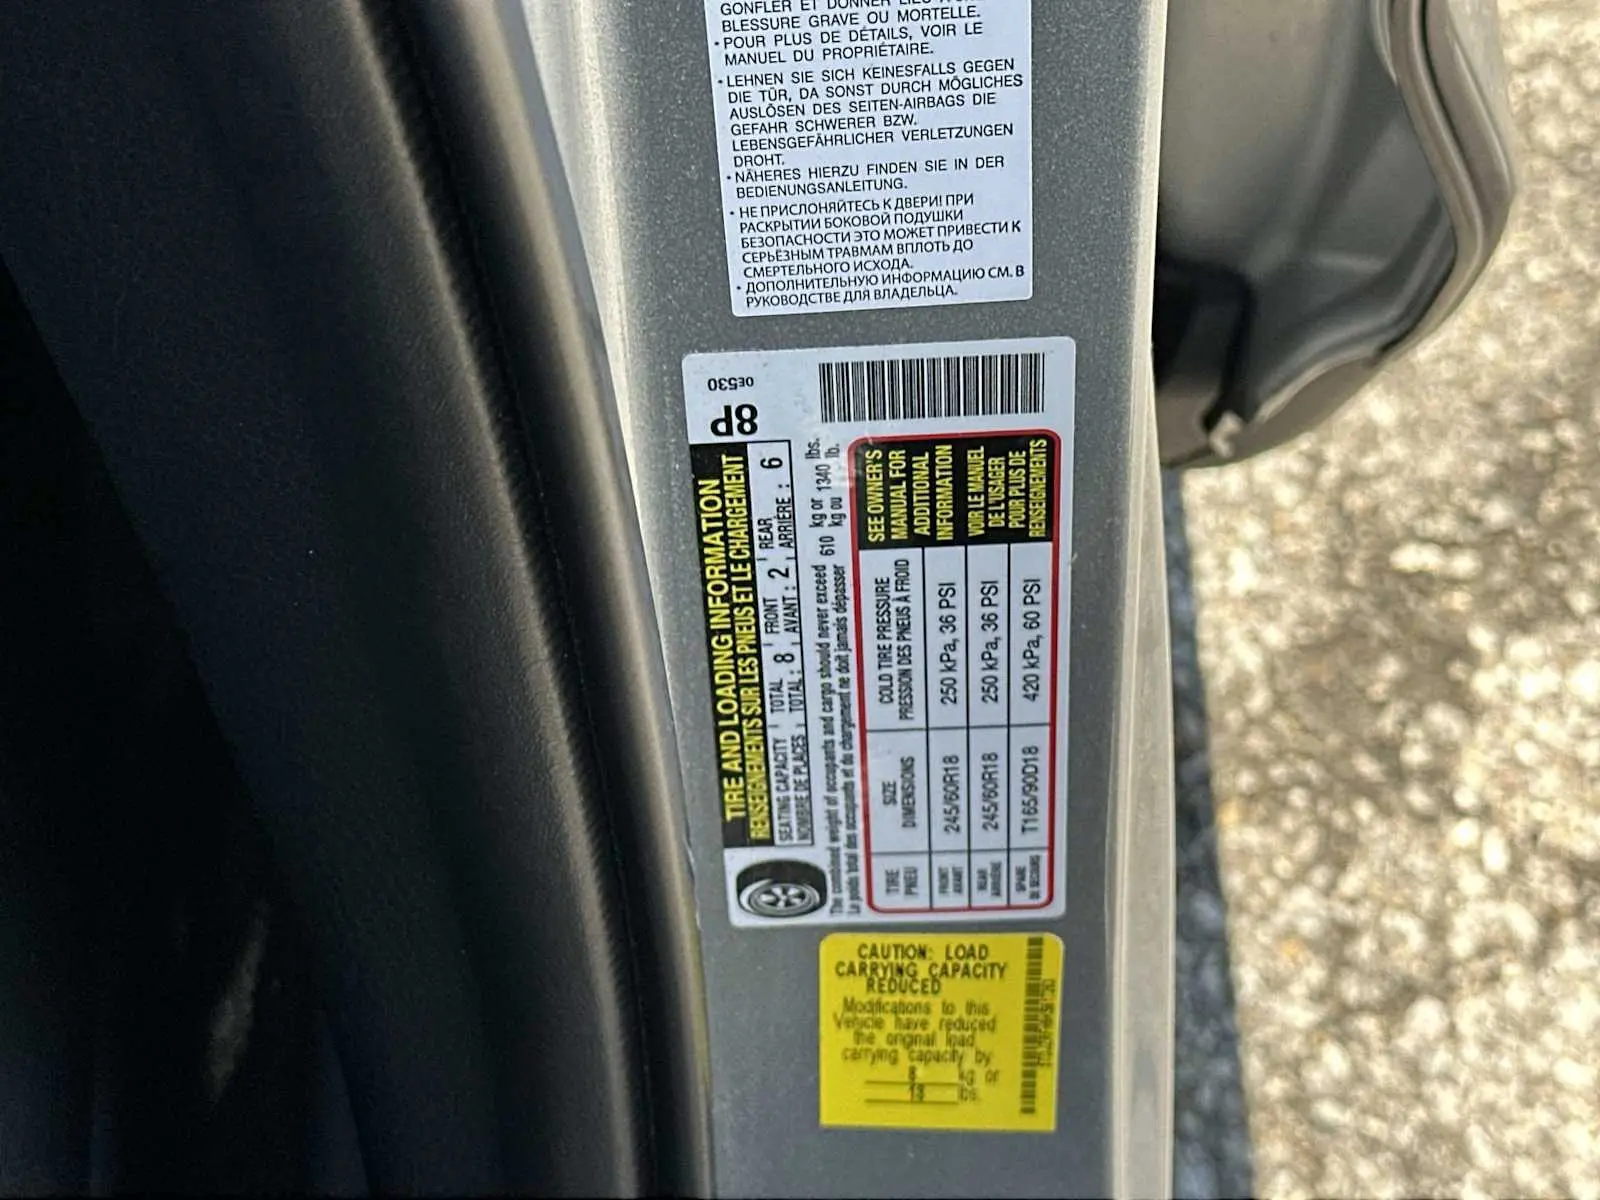 GONFLER ET DONNER LIEU
BLESSURE GRAVE OU MORTELLE.
• POUR PLUS DE DÉTAILS, VOIR LE
MANUEL DU PROPRIÉTAIRE.
• LEHNEN SIE SICH KEINESFALLS GEGEN
DIE TÜR, DA SONST DURCH MÖGLICHES
AUSLÖSEN DES SEITEN-AIRBAGS DIE
GEFAHR SCHWERER BZW.
LEBENSGEFÄHRLICHER VERLETZUNGEN
DROHT.
• NÄHERES HIERZU FINDEN SIE IN DER
BEDIENUNGSANLEITUNG.
• НЕ ПРИСЛОНЯЙТЕСЬ К ДВЕРИ! ПРИ
РАСКРЫТИИ БОКОВОЙ ПОДУШКИ
БЕЗОПАСНОСТИ ЭТО МОЖЕТ ПРИВЕСТИ К
СЕРЬЁЗНЫМ ТРАВМАМ ВПЛОТЬ ДО
СМЕРТЕЛЬНОГО ИСХОДА.
• ДОПОЛНИТЕЛЬНУЮ ИНФОРМАЦИЮ СМ. В
РУКОВОДСТВЕ ДЛЯ ВЛАДЕЛЬЦА.
0E530
8P
TIRE AND LOADING INFORMATION
RENSEIGNEMENTS SUR LES PNEUS ET LE CHARGEMENT
SEATING CAPACITY TOTAL FRONT REAR
NOMBRE DE PLACES TOTAL : 8 AVANT : 2 ARRIÈRE : 6
The combined weight of occupants and cargo should never exceed 610 kg or 1340 lbs.
Le poids total des occupants et du chargement ne doit jamais dépasser kg ou lb.
TIRE SIZE COLD TIRE PRESSURE
PNEU DIMENSIONS PRESSION DES PNEUS À FROID
FRONT AVANT 245/60R18 250 kPa, 36 PSI
REAR ARRIÈRE 245/60R18 250 kPa, 36 PSI
SPARE DE SECOURS T165/90D18 420 kPa, 60 PSI
SEE OWNER'S
MANUAL FOR
ADDITIONAL
INFORMATION
VOIR LE MANUEL
DE L'USAGER
POUR PLUS DE
RENSEIGNEMENTS
CAUTION: LOAD
CARRYING CAPACITY
REDUCED
Modifications to this
Vehicle have reduced
the original load
carrying capacity by
kg or
lbs.